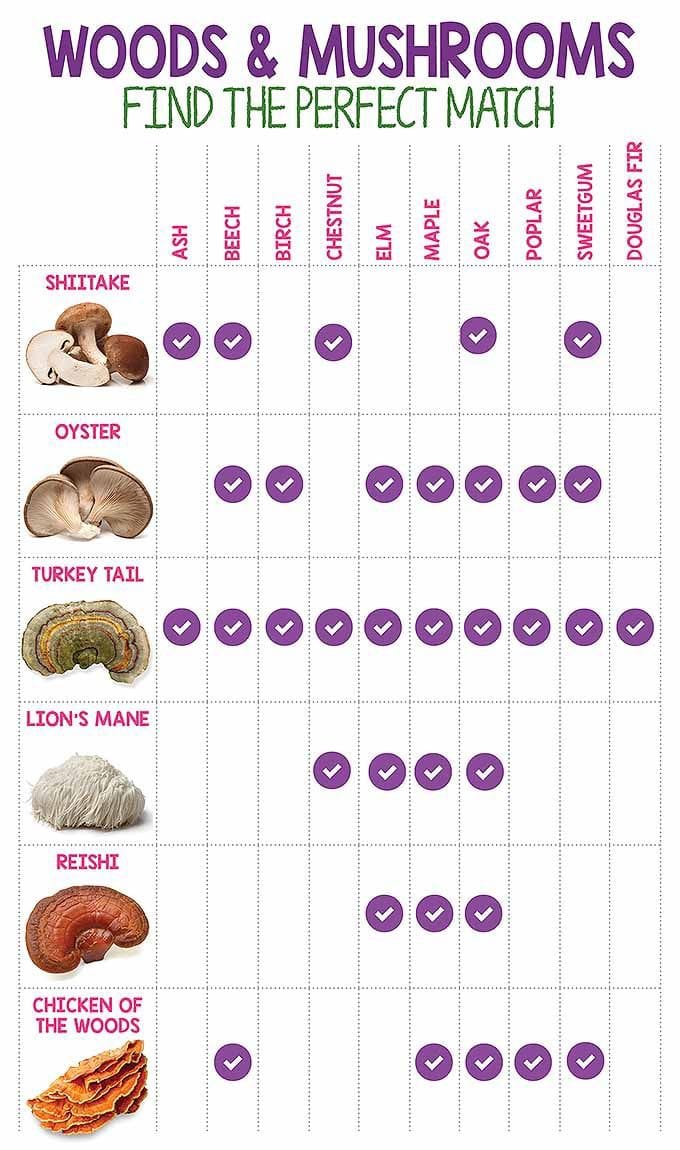 WOODS & MUSHROOMS
FIND THE PERFECT MATCH
ASH
BEECH
BIRCH
CHESTNUT
ELM
MAPLE
OAK
POPLAR
SWEETGUM
DOUGLAS FIR
SHIITAKE
OYSTER
TURKEY TAIL
LION'S MANE
REISHI
CHICKEN OF
THE WOODS